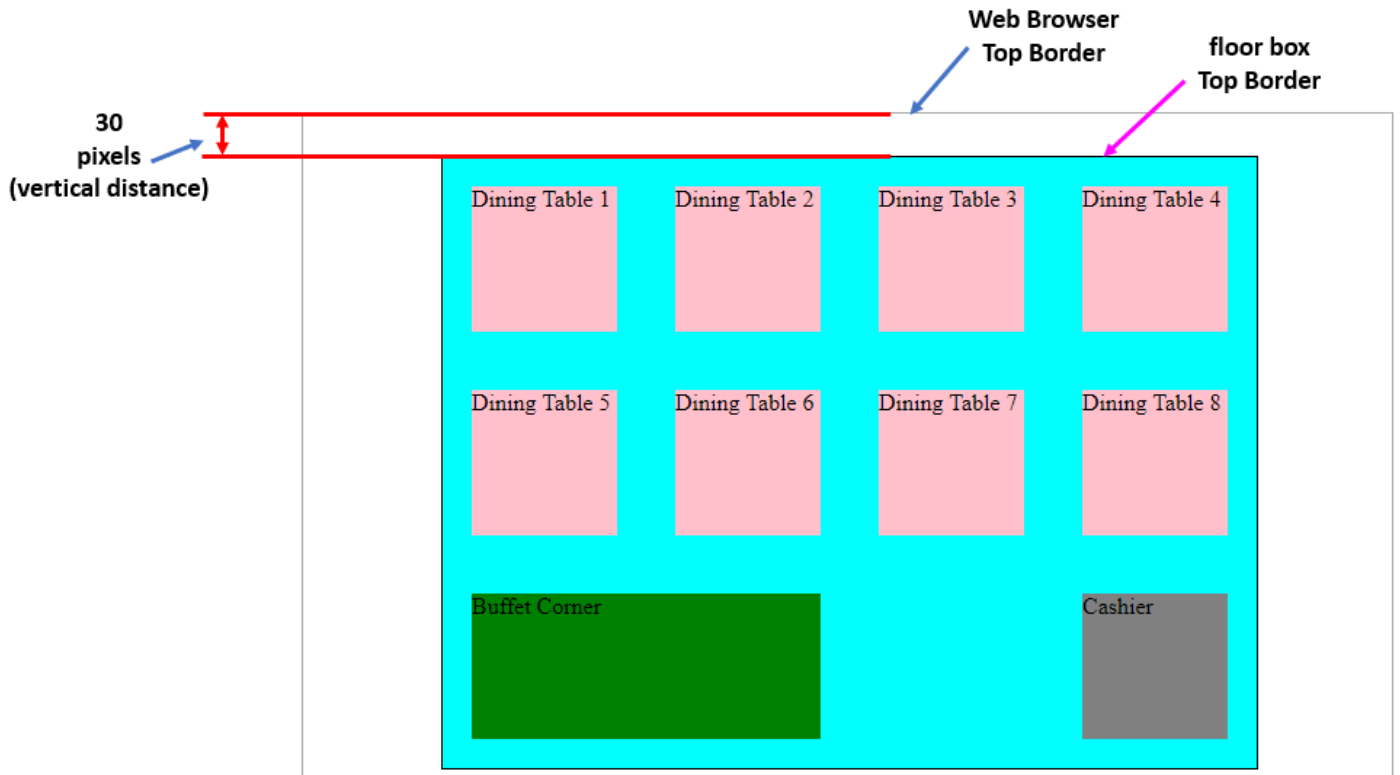 Web Browser
Top Border
floor box
Top Border
30
pixels
(vertical distance)
Dining Table 1
Dining Table 2
Dining Table 3
Dining Table 4
Dining Table 5
Dining Table 6
Dining Table 7
Dining Table 8
Buffet Corner
Cashier